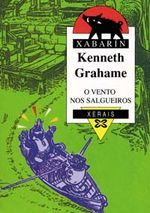 XABARÍN
Kenneth
Grahame
O VENTO
NOS SALGUEIROS
XERAIS